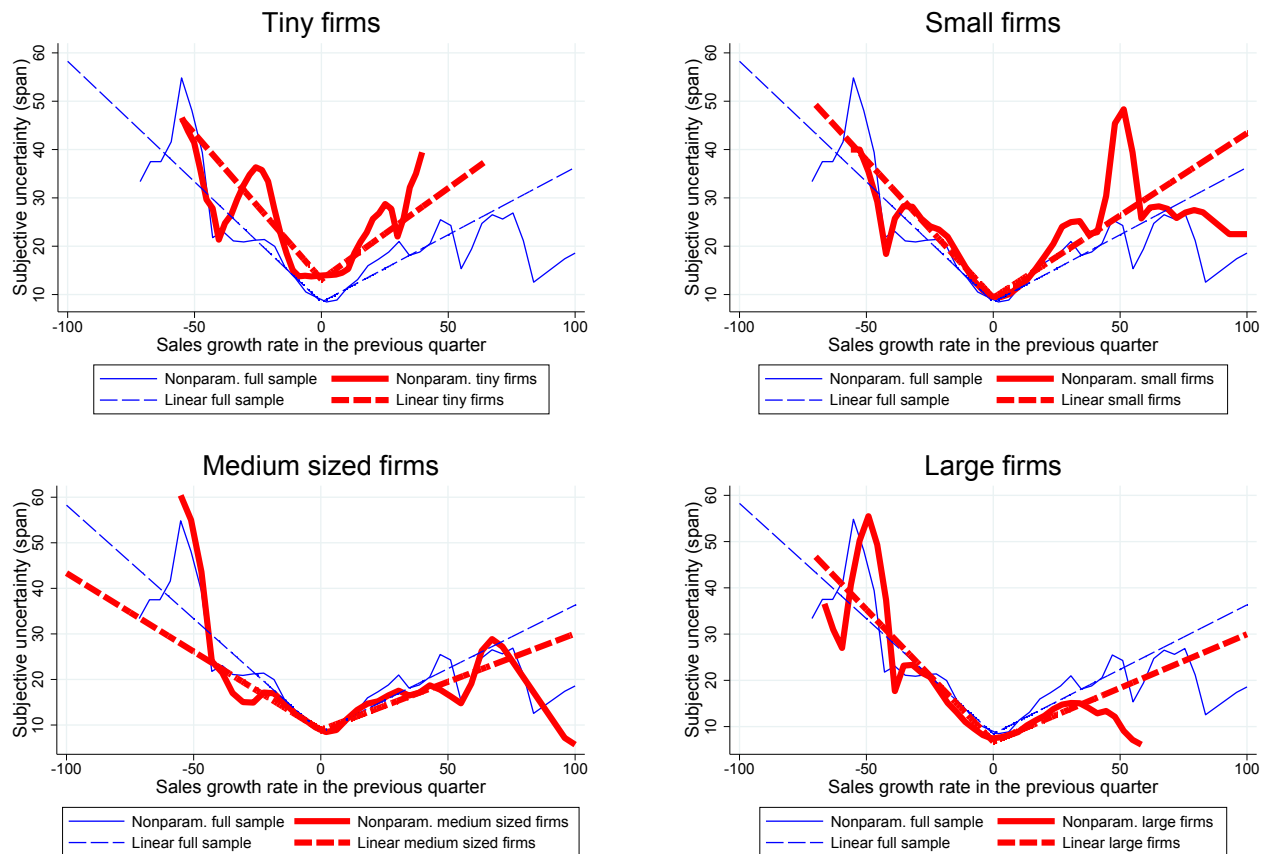 Tiny firms
Subjective uncertainty (span)
60
50
40
30
20
10
-100 -50 0 50 100
Sales growth rate in the previous quarter
Nonparam. full sample Nonparam. tiny firms
Linear full sample Linear tiny firms
Small firms
Subjective uncertainty (span)
60
50
40
30
20
10
-100 -50 0 50 100
Sales growth rate in the previous quarter
Nonparam. full sample Nonparam. small firms
Linear full sample Linear small firms
Medium sized firms
Subjective uncertainty (span)
60
50
40
30
20
10
-100 -50 0 50 100
Sales growth rate in the previous quarter
Nonparam. full sample Nonparam. medium sized firms
Linear full sample Linear medium sized firms
Large firms
Subjective uncertainty (span)
60
50
40
30
20
10
-100 -50 0 50 100
Sales growth rate in the previous quarter
Nonparam. full sample Nonparam. large firms
Linear full sample Linear large firms